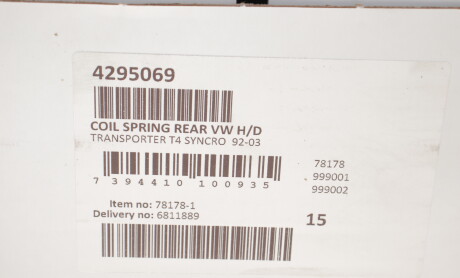 4295069
COIL SPRING REAR VW H/D
TRANSPORTER T4 SYNCRO 92-03
7 394410 100935
78178
999001
999002
Item no: 78178-1
Delivery no: 6811889
15